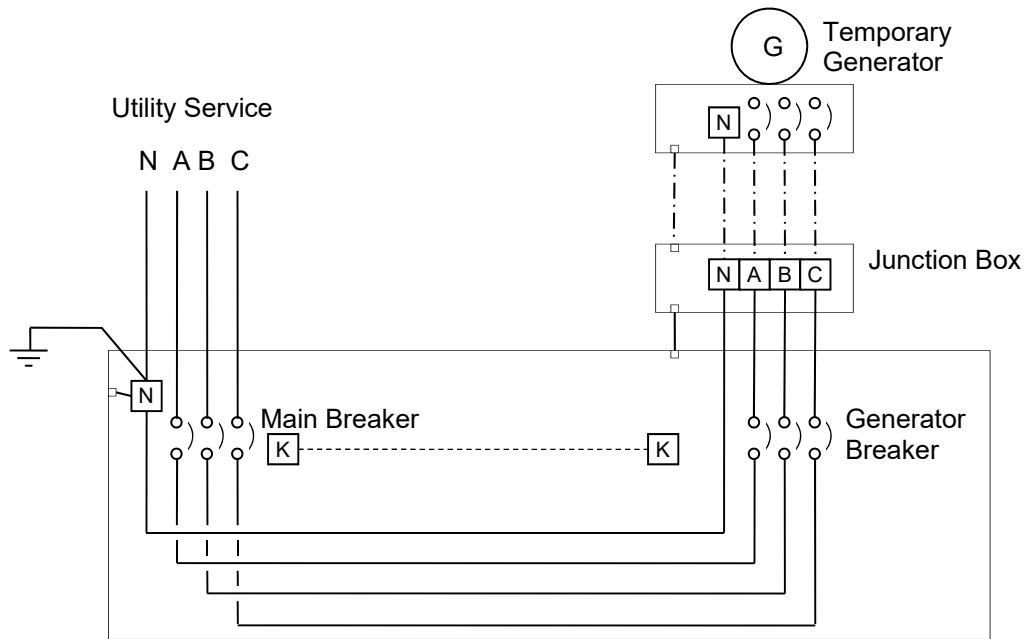 G
Temporary
Generator
N
Utility Service
N A B C
N A B C
Junction Box
N
Main Breaker
K
K
Generator
Breaker